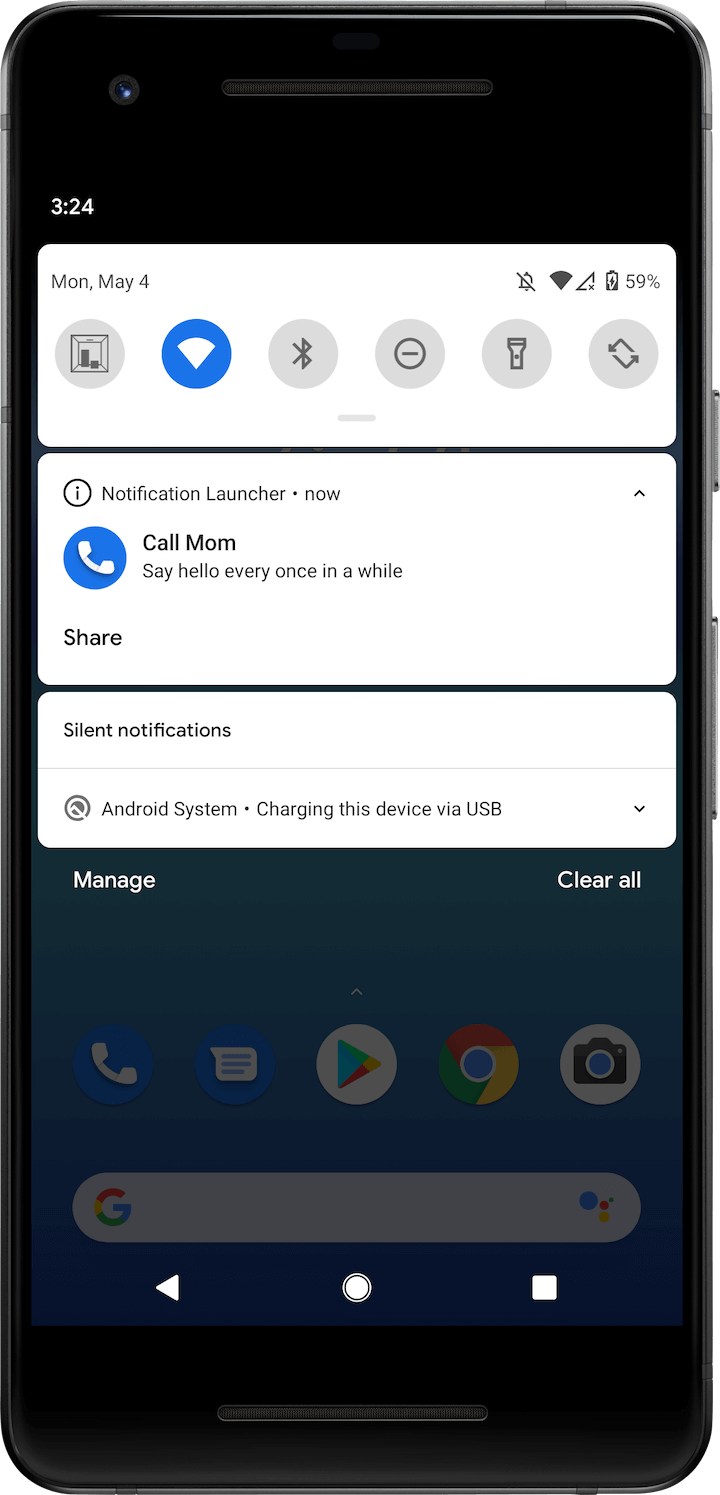 3:24
Mon, May 4
59%
Notification Launcher • now
Call Mom
Say hello every once in a while
Share
Silent notifications
Android System • Charging this device via USB
Manage
Clear all